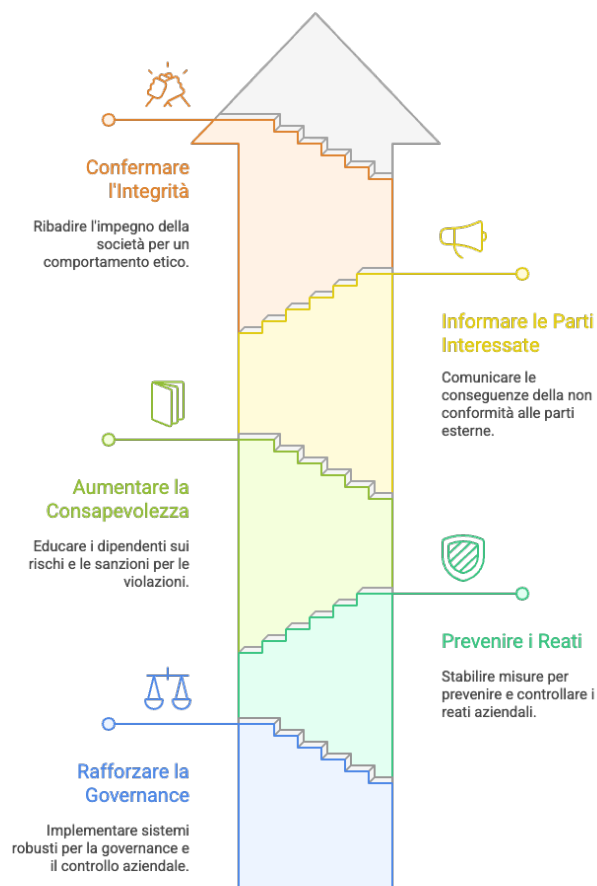 Confermare
l'Integrità
Ribadire l'impegno della
società per un
comportamento etico.
Informare le Parti
Interessate
Comunicare le
conseguenze della non
conformità alle parti
esterne.
Aumentare la
Consapevolezza
Educare i dipendenti sui
rischi e le sanzioni per le
violazioni.
Prevenire i Reati
Stabilire misure per
prevenire e controllare i
reati aziendali.
Rafforzare la
Governance
Implementare sistemi
robusti per la governance e
il controllo aziendale.